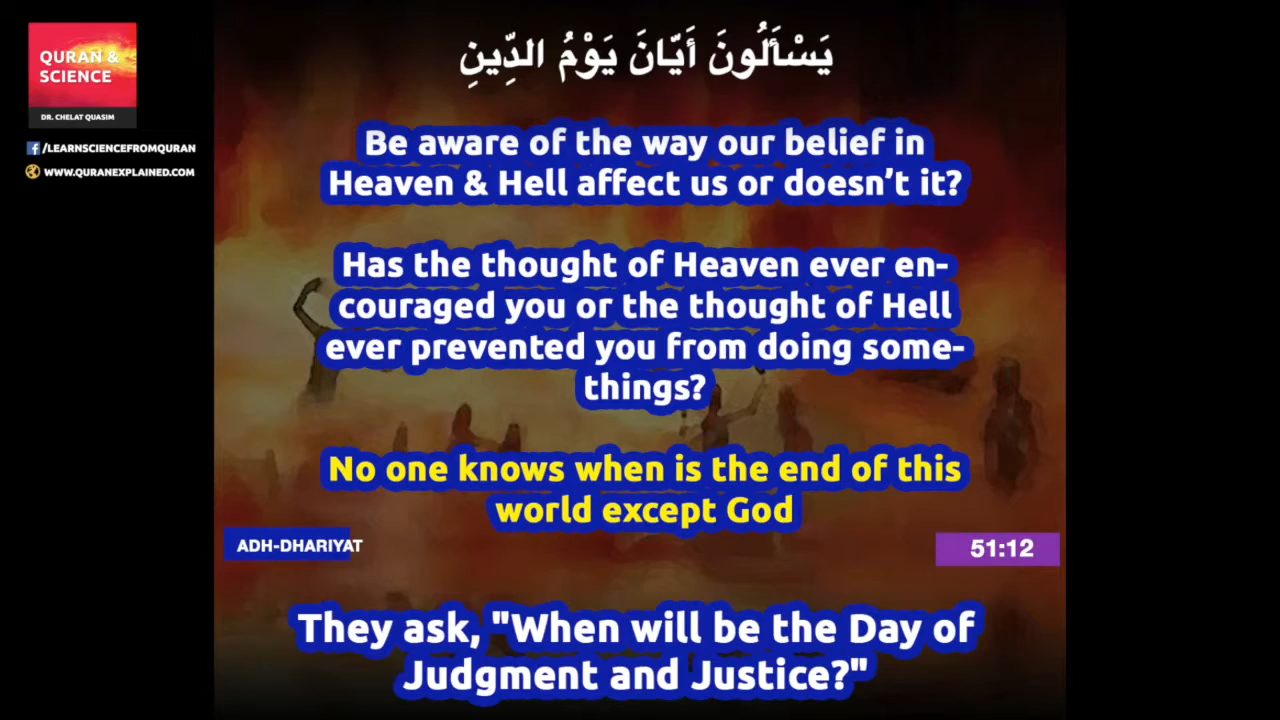 QURAN &
SCIENCE
DR. CHELAT QUASIM
/LEARNSCIENCEFROMQURAN
WWW.QURANEXPLAINED.COM
يَسْأَلُونَ أَيَّانَ يَوْمُ الدِّينِ
Be aware of the way our belief in
Heaven & Hell affect us or doesn’t it?
Has the thought of Heaven ever en-
couraged you or the thought of Hell
ever prevented you from doing some-
things?
No one knows when is the end of this
world except God
ADH-DHARIYAT
51:12
They ask, "When will be the Day of
Judgment and Justice?"